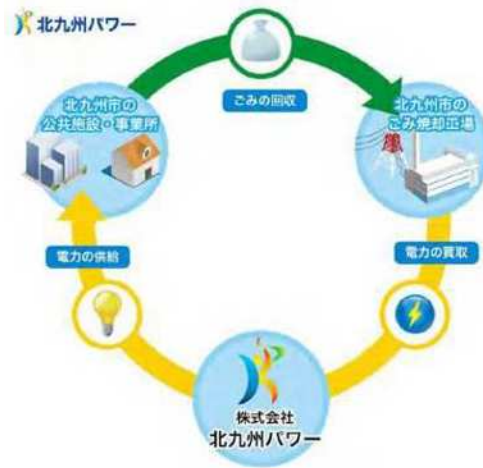 北九州パワー
ごみの回収
北九州市の
公共施設・事業所
北九州市の
ごみ焼却工場
電力の供給
電力の買取
株式会社
北九州パワー